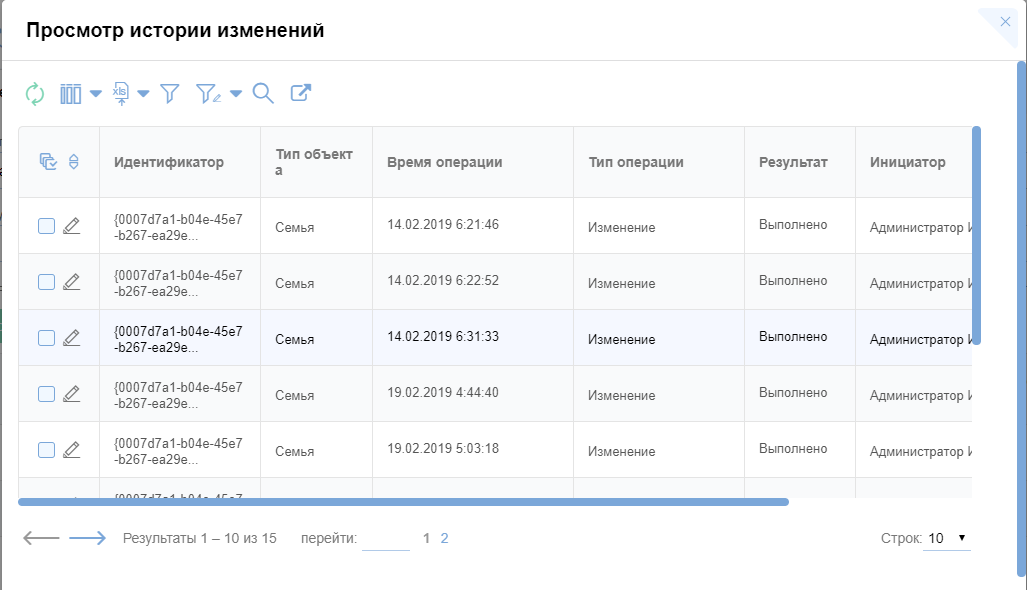 Просмотр истории изменений
xls
Идентификатор
Тип объект
а
Время операции
Тип операции
Результат
Инициатор
{0007d7a1-b04e-45e7
-b267-ea29e...
Семья
14.02.2019 6:21:46
Изменение
Выполнено
Администратор И
{0007d7a1-b04e-45e7
-b267-ea29e...
Семья
14.02.2019 6:22:52
Изменение
Выполнено
Администратор И
{0007d7a1-b04e-45e7
-b267-ea29e...
Семья
14.02.2019 6:31:33
Изменение
Выполнено
Администратор И
{0007d7a1-b04e-45e7
-b267-ea29e...
Семья
19.02.2019 4:44:40
Изменение
Выполнено
Администратор И
{0007d7a1-b04e-45e7
-b267-ea29e...
Семья
19.02.2019 5:03:18
Изменение
Выполнено
Администратор И
{0007d7a1-b04e-45e7
Результаты 1 – 10 из 15 перейти: 1 2
Строк: 10